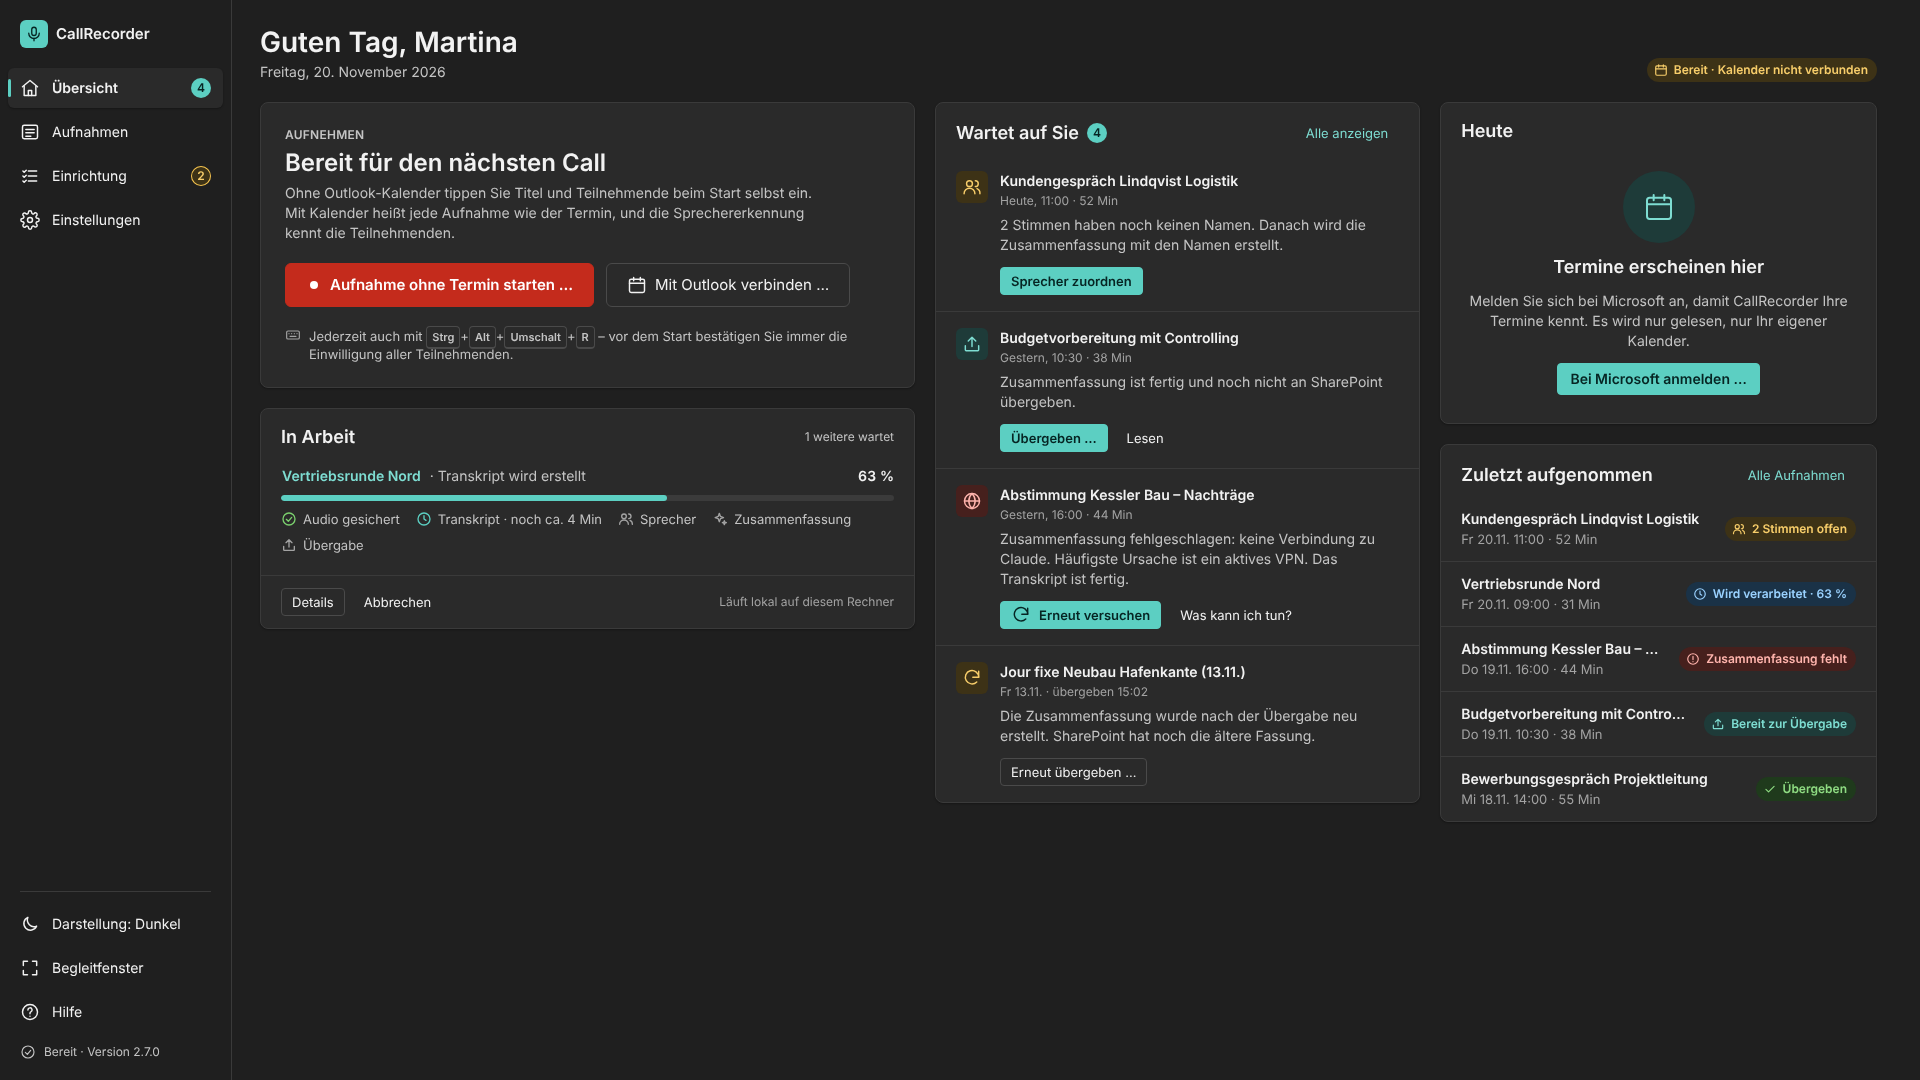 CallRecorder
Übersicht
4
Aufnahmen
Einrichtung
2
Einstellungen
Darstellung: Dunkel
Begleitfenster
Hilfe
Bereit · Version 2.7.0
Guten Tag, Martina
Freitag, 20. November 2026
Bereit · Kalender nicht verbunden
AUFNEHMEN
Bereit für den nächsten Call
Ohne Outlook-Kalender tippen Sie Titel und Teilnehmende beim Start selbst ein.
Mit Kalender heißt jede Aufnahme wie der Termin, und die Sprechererkennung
kennt die Teilnehmenden.
Aufnahme ohne Termin starten ...
Mit Outlook verbinden ...
Jederzeit auch mit Strg + Alt + Umschalt + R – vor dem Start bestätigen Sie immer die
Einwilligung aller Teilnehmenden.
In Arbeit
1 weitere wartet
Vertriebsrunde Nord · Transkript wird erstellt
63 %
Audio gesichert
Transkript · noch ca. 4 Min
Sprecher
Zusammenfassung
Übergabe
Details
Abbrechen
Läuft lokal auf diesem Rechner
Wartet auf Sie
4
Alle anzeigen
Kundengespräch Lindqvist Logistik
Heute, 11:00 · 52 Min
2 Stimmen haben noch keinen Namen. Danach wird die
Zusammenfassung mit den Namen erstellt.
Sprecher zuordnen
Budgetvorbereitung mit Controlling
Gestern, 10:30 · 38 Min
Zusammenfassung ist fertig und noch nicht an SharePoint
übergeben.
Übergeben ...
Lesen
Abstimmung Kessler Bau – Nachträge
Gestern, 16:00 · 44 Min
Zusammenfassung fehlgeschlagen: keine Verbindung zu
Claude. Häufigste Ursache ist ein aktives VPN. Das
Transkript ist fertig.
Erneut versuchen
Was kann ich tun?
Jour fixe Neubau Hafenkante (13.11.)
Fr 13.11. · übergeben 15:02
Die Zusammenfassung wurde nach der Übergabe neu
erstellt. SharePoint hat noch die ältere Fassung.
Erneut übergeben ...
Heute
Termine erscheinen hier
Melden Sie sich bei Microsoft an, damit CallRecorder Ihre
Termine kennt. Es wird nur gelesen, nur Ihr eigener
Kalender.
Bei Microsoft anmelden ...
Zuletzt aufgenommen
Alle Aufnahmen
Kundengespräch Lindqvist Logistik
Fr 20.11. 11:00 · 52 Min
2 Stimmen offen
Vertriebsrunde Nord
Fr 20.11. 09:00 · 31 Min
Wird verarbeitet · 63 %
Abstimmung Kessler Bau – ...
Do 19.11. 16:00 · 44 Min
Zusammenfassung fehlt
Budgetvorbereitung mit Contro...
Do 19.11. 10:30 · 38 Min
Bereit zur Übergabe
Bewerbungsgespräch Projektleitung
Mi 18.11. 14:00 · 55 Min
Übergeben